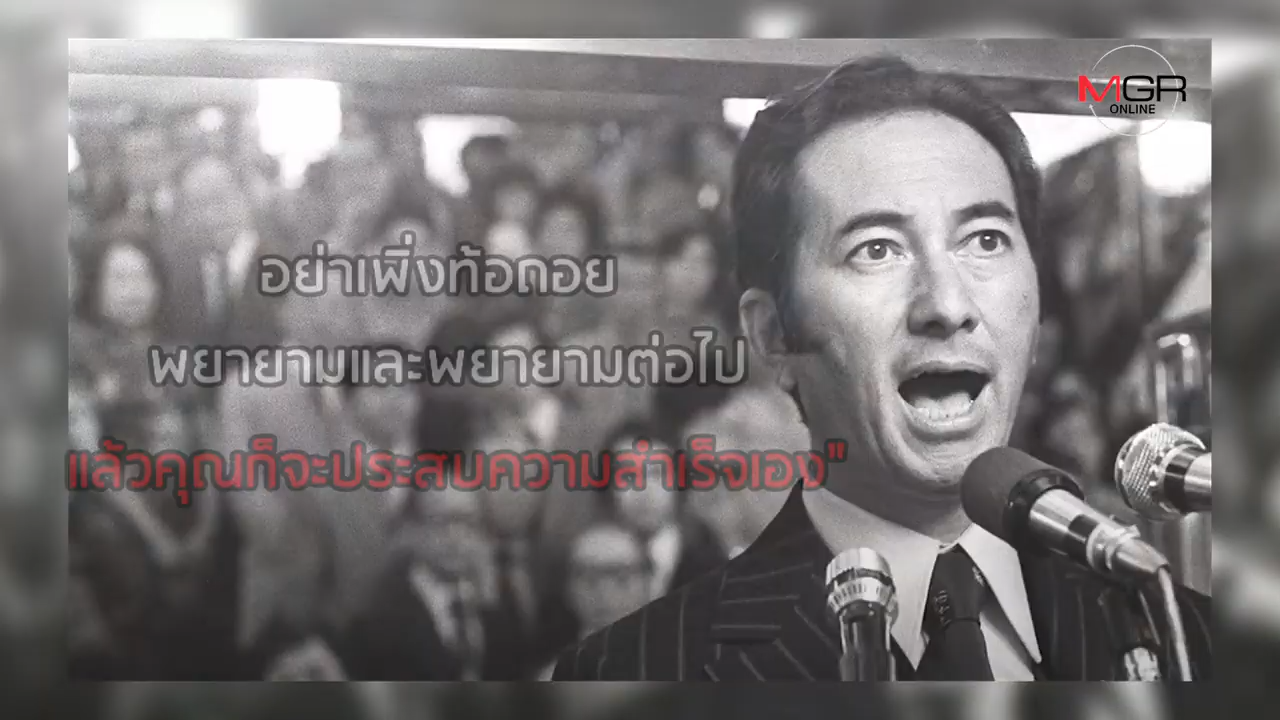 MGR
ONLINE
อย่าเพิ่งท้อถอย
พยายามและพยายามต่อไป
แล้วคุณก็จะประสบความสำเร็จเอง"